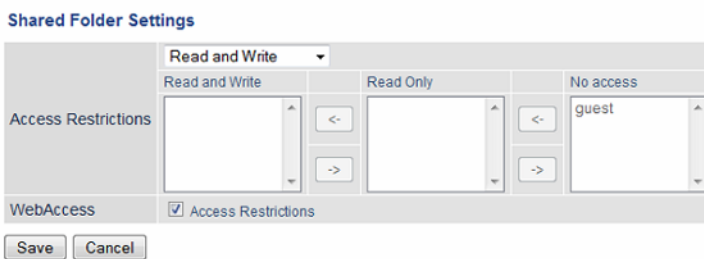 Shared Folder Settings
Read and Write
Read and Write Read Only No access
Access Restrictions
<- <- guest
-> ->
WebAccess Access Restrictions
Save Cancel